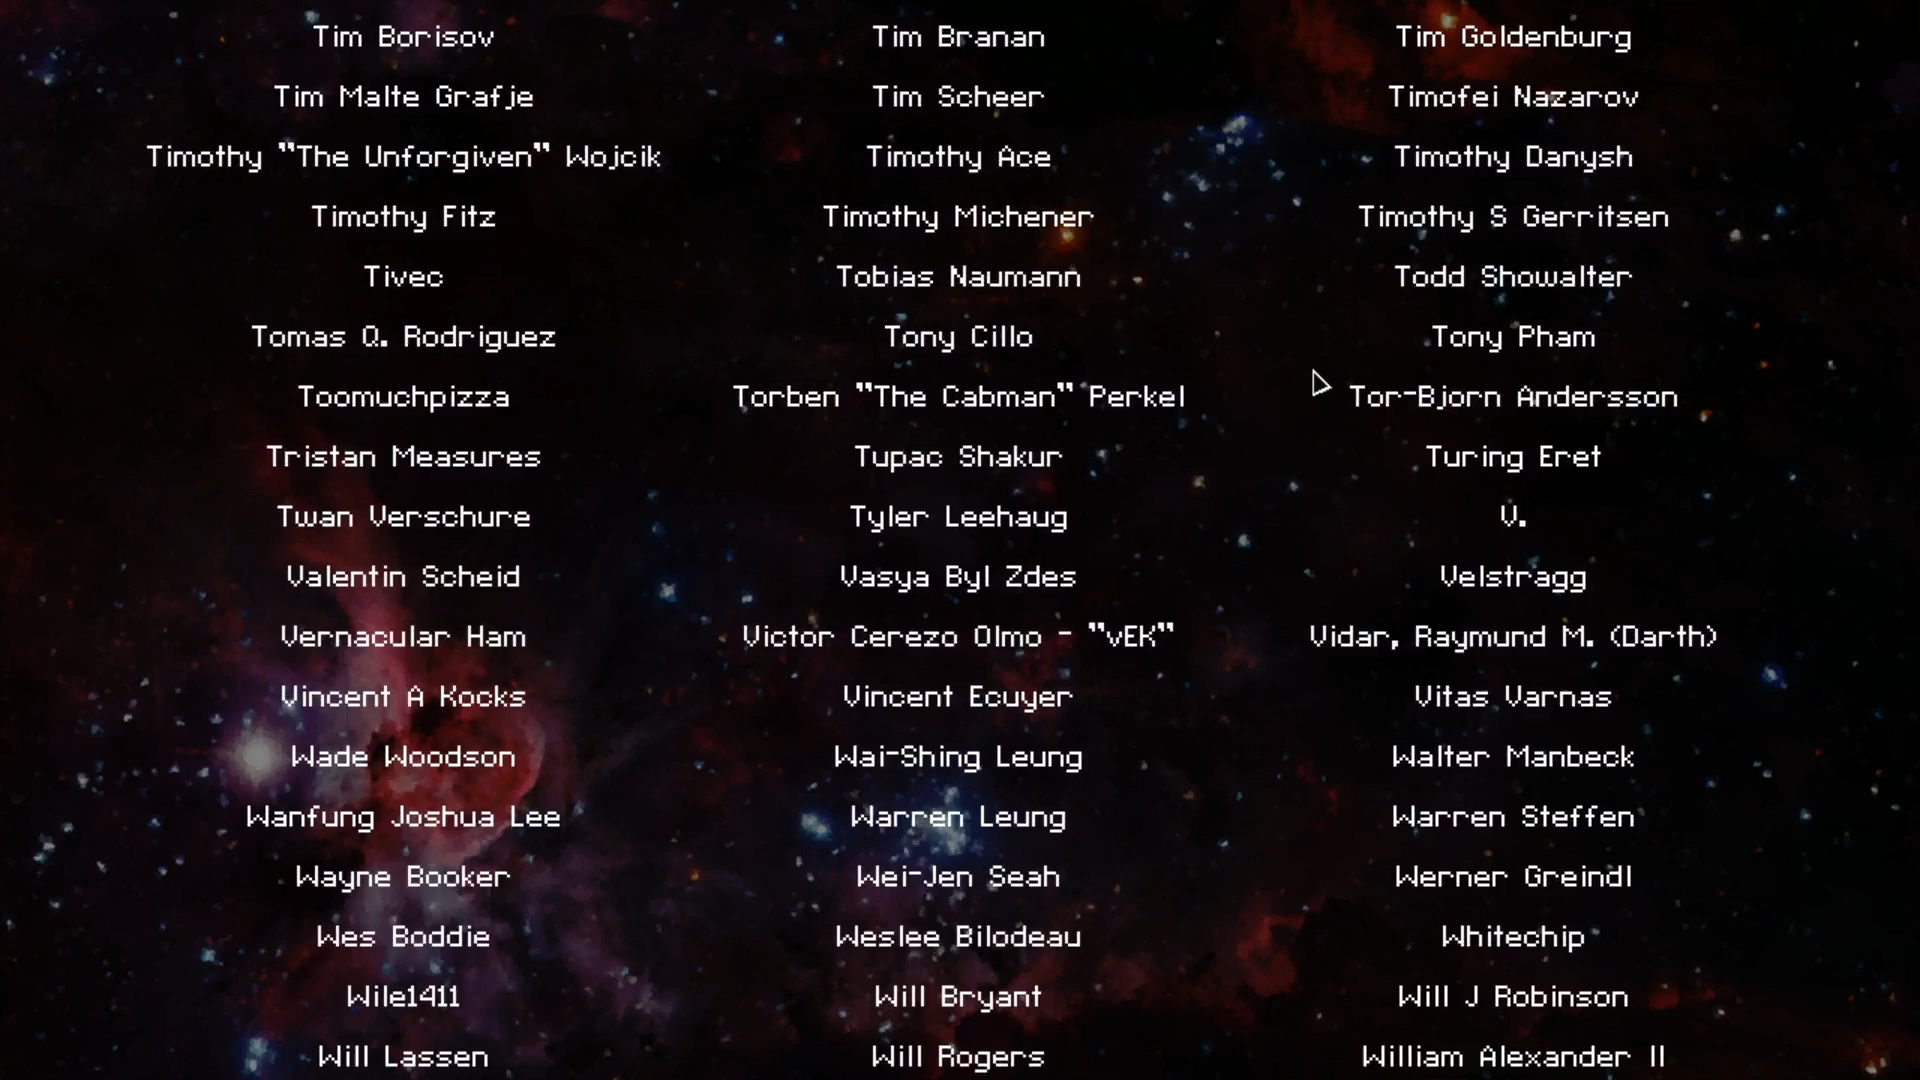 Tim Borisov Tim Branan Tim Goldenburg
Tim Malte Grafje Tim Scheer Timofei Nazarov
Timothy "The Unforgiven" Wojcik Timothy Ace Timothy Danysh
Timothy Fitz Timothy Michener Timothy S Gerritsen
Tivec Tobias Naumann Todd Showalter
Tomas Q. Rodriguez Tony Cillo Tony Pham
Toomuchpizza Torben "The Cabman" Perkel Tor-Bjorn Andersson
Tristan Measures Tupac Shakur Turing Eret
Twan Verschure Tyler Leehaug V.
Valentin Scheid Vasya Byl Zdes Velstragg
Vernacular Ham Victor Cerezo Olmo - "vEK" Vidar, Raymund M. (Darth)
Vincent A Kocks Vincent Ecuyer Vitas Varnas
Wade Woodson Wai-Shing Leung Walter Manbeck
Wanfung Joshua Lee Warren Leung Warren Steffen
Wayne Booker Wei-Jen Seah Werner Greindl
Wes Boddie Weslee Bilodeau Whitechip
Wile1411 Will Bryant Will J Robinson
Will Lassen Will Rogers William Alexander II